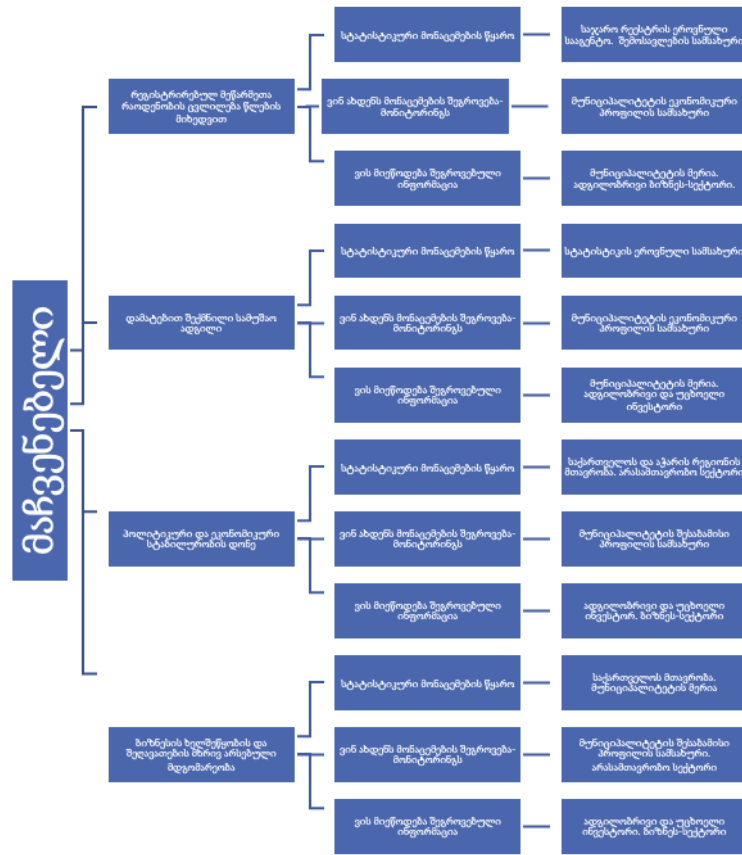 მაჩვენებელი
რეგისტრირებულ მეწარმეთა
რაოდენობის ცვლილება წლების
მიხედვით
სტატისტიკური მონაცემების წყარო
საჯარო რეესტრის ეროვნული
სააგენტო. შემოსავლების სამსახური
ვინ ახდენს მონაცემების შეგროვება-
მონიტორინგს
მუნიციპალიტეტის ეკონომიკური
პროფილის სამსახური
ვის მიეწოდება შეგროვებული
ინფორმაცია
მუნიციპალიტეტის მერია.
ადგილობრივი ბიზნეს-სექტორი.
დამატებით შექმნილი სამუშაო
ადგილი
სტატისტიკური მონაცემების წყარო
სტატისტიკის ეროვნული სამსახური
ვინ ახდენს მონაცემების შეგროვება-
მონიტორინგს
მუნიციპალიტეტის ეკონომიკური
პროფილის სამსახური
ვის მიეწოდება შეგროვებული
ინფორმაცია
მუნიციპალიტეტის მერია.
ადგილობრივი და უცხოელი
ინვესტორი
პოლიტიკური და ეკონომიკური
სტაბილურობის დონე
სტატისტიკური მონაცემების წყარო
საქართველოს და აჭარის რეგიონის
მთავრობა. არასამთავრობო სექტორი
ვინ ახდენს მონაცემების შეგროვება-
მონიტორინგს
მუნიციპალიტეტის შესაბამისი
პროფილის სამსახური
ვის მიეწოდება შეგროვებული
ინფორმაცია
ადგილობრივი და უცხოელი
ინვესტორ. ბიზნეს-სექტორი
ბიზნესის ხელშეწყობის და
შეღავათების მხრივ არსებული
მდგომარეობა
სტატისტიკური მონაცემების წყარო
საქართველოს მთავრობა.
მუნიციპალიტეტის მერია
ვინ ახდენს მონაცემების შეგროვება-
მონიტორინგს
მუნიციპალიტეტის შესაბამისი
პროფილის სამსახური.
არასამთავრობო სექტორი
ვის მიეწოდება შეგროვებული
ინფორმაცია
ადგილობრივი და უცხოელი
ინვესტორი. ბიზნეს-სექტორი